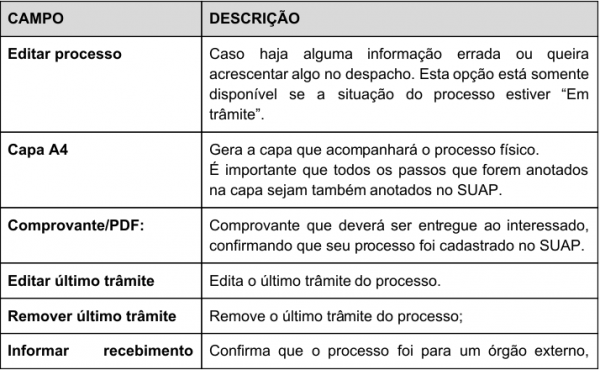 CAMPO DESCRIÇÃO
Editar processo Caso haja alguma informação errada ou queira
acrescentar algo no despacho. Esta opção está somente
disponível se a situação do processo estiver “Em
trâmite”.
Capa A4 Gera a capa que acompanhará o processo físico.
É importante que todos os passos que forem anotados
na capa sejam também anotados no SUAP.
Comprovante/PDF: Comprovante que deverá ser entregue ao interessado,
confirmando que seu processo foi cadastrado no SUAP.
Editar último trâmite Edita o último trâmite do processo.
Remover último trâmite Remove o último trâmite do processo;
Informar recebimento Confirma que o processo foi para um órgão externo,